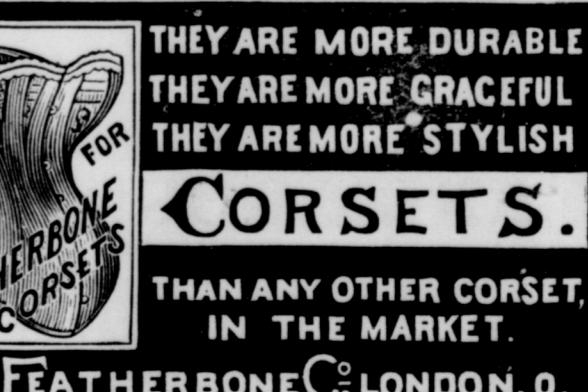 THEY ARE MORE DURABLE
THEY ARE MORE GRACEFUL
THEY ARE MORE STYLISH
FOR
HERBONE
CORSETS
CORSETS.
THAN ANY OTHER CORSET,
IN THE MARKET.
FEATHERBONE Co LONDON, O.